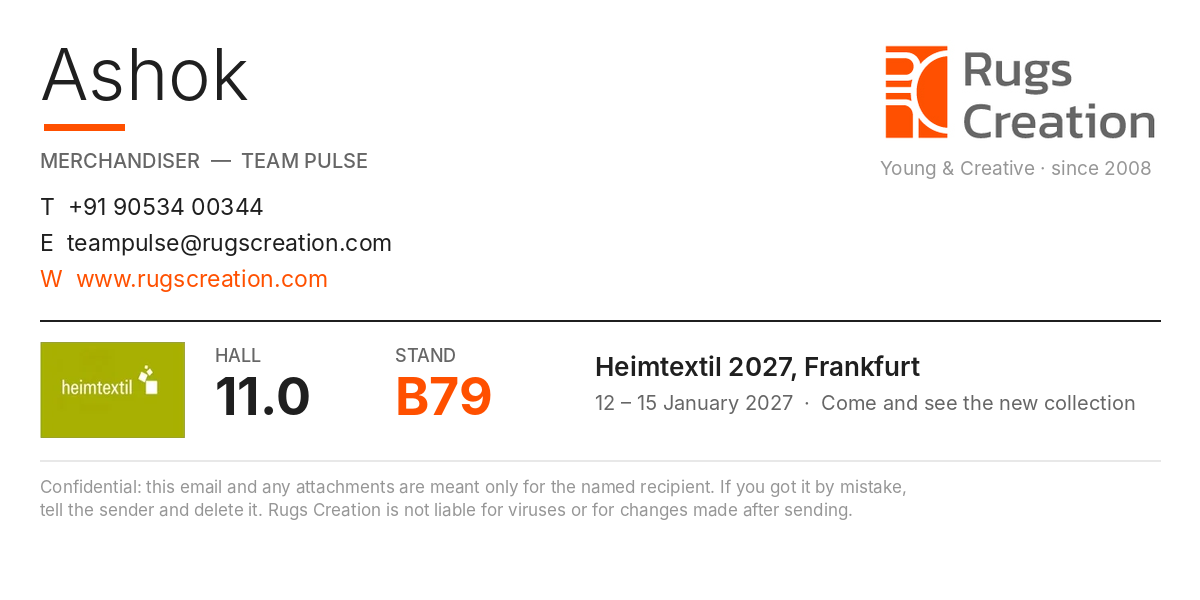 Ashok
MERCHANDISER — TEAM PULSE
T +91 90534 00344
E teampulse@rugscreation.com
W www.rugscreation.com
Rugs
Creation
Young & Creative · since 2008
heimtextil
HALL
11.0
STAND
B79
Heimtextil 2027, Frankfurt
12 – 15 January 2027 · Come and see the new collection
Confidential: this email and any attachments are meant only for the named recipient. If you got it by mistake,
tell the sender and delete it. Rugs Creation is not liable for viruses or for changes made after sending.